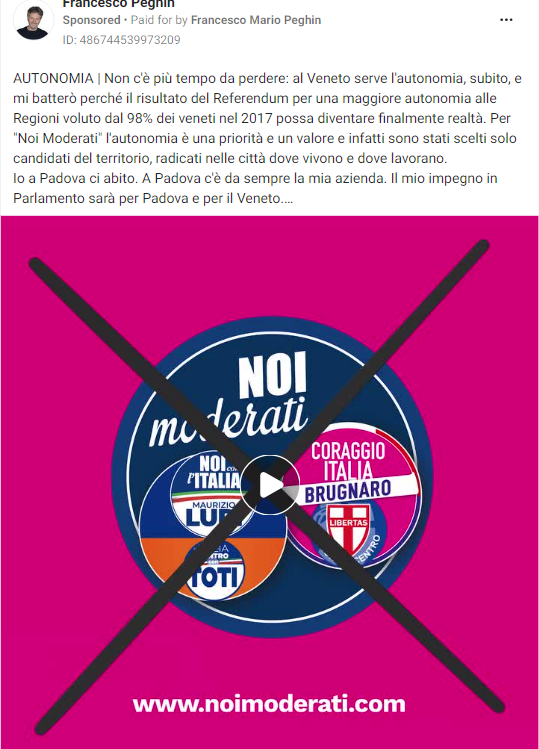 Francesco Peghin
Sponsored • Paid for by Francesco Mario Peghin
ID: 486744539973209
AUTONOMIA | Non c'è più tempo da perdere: al Veneto serve l'autonomia, subito, e
mi batterò perché il risultato del Referendum per una maggiore autonomia alle
Regioni voluto dal 98% dei veneti nel 2017 possa diventare finalmente realtà. Per
"Noi Moderati" l'autonomia è una priorità e un valore e infatti sono stati scelti solo
candidati del territorio, radicati nelle città dove vivono e dove lavorano.
Io a Padova ci abito. A Padova c'è da sempre la mia azienda. Il mio impegno in
Parlamento sarà per Padova e per il Veneto....
NOI
moderati
NOI con
l'ITALIA
MAURIZIO
TOTI
CORAGGIO
ITALIA
BRUGNARO
LIBERTAS
www.noimoderati.com